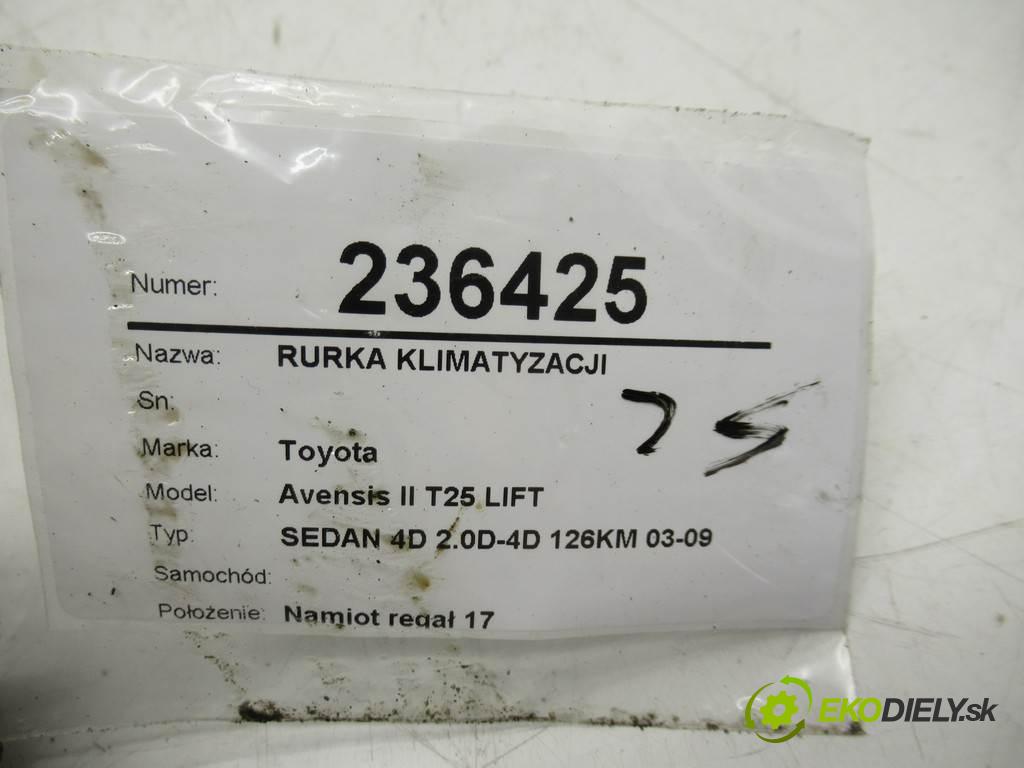 Numer: 236425
Nazwa: RURKA KLIMATYZACJI
Sn:
Marka: Toyota
Model: Avensis II T25 LIFT
Typ: SEDAN 4D 2.0D-4D 126KM 03-09
Samochód:
Położenie: Namiot regał 17
EKODIELY.sk